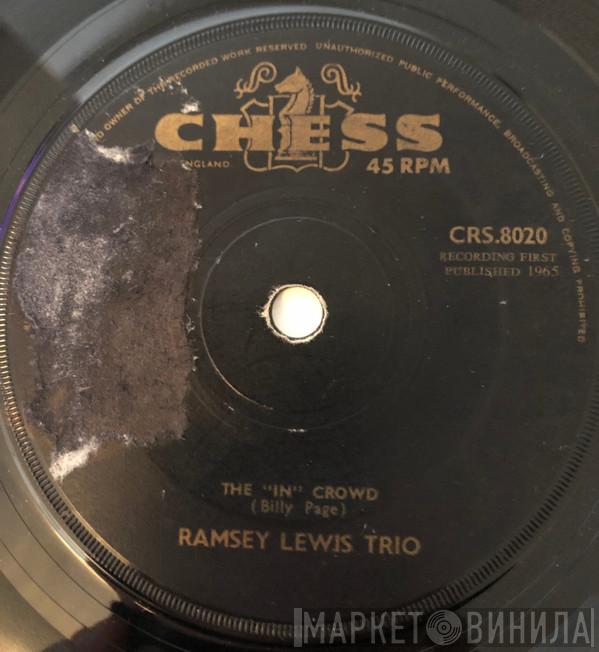 D OWNER OF THE RECORDED WORK RESERVED UNAUTHORIZED PUBLIC PERFORMANCE, BROADCASTING AND COPYING PROHIBITED
CHESS
ENGLAND
45 RPM
CRS.8020
RECORDING FIRST
PUBLISHED 1965
THE "IN" CROWD
(Billy Page)
RAMSEY LEWIS TRIO
МАРКЕТ ВИНИЛА